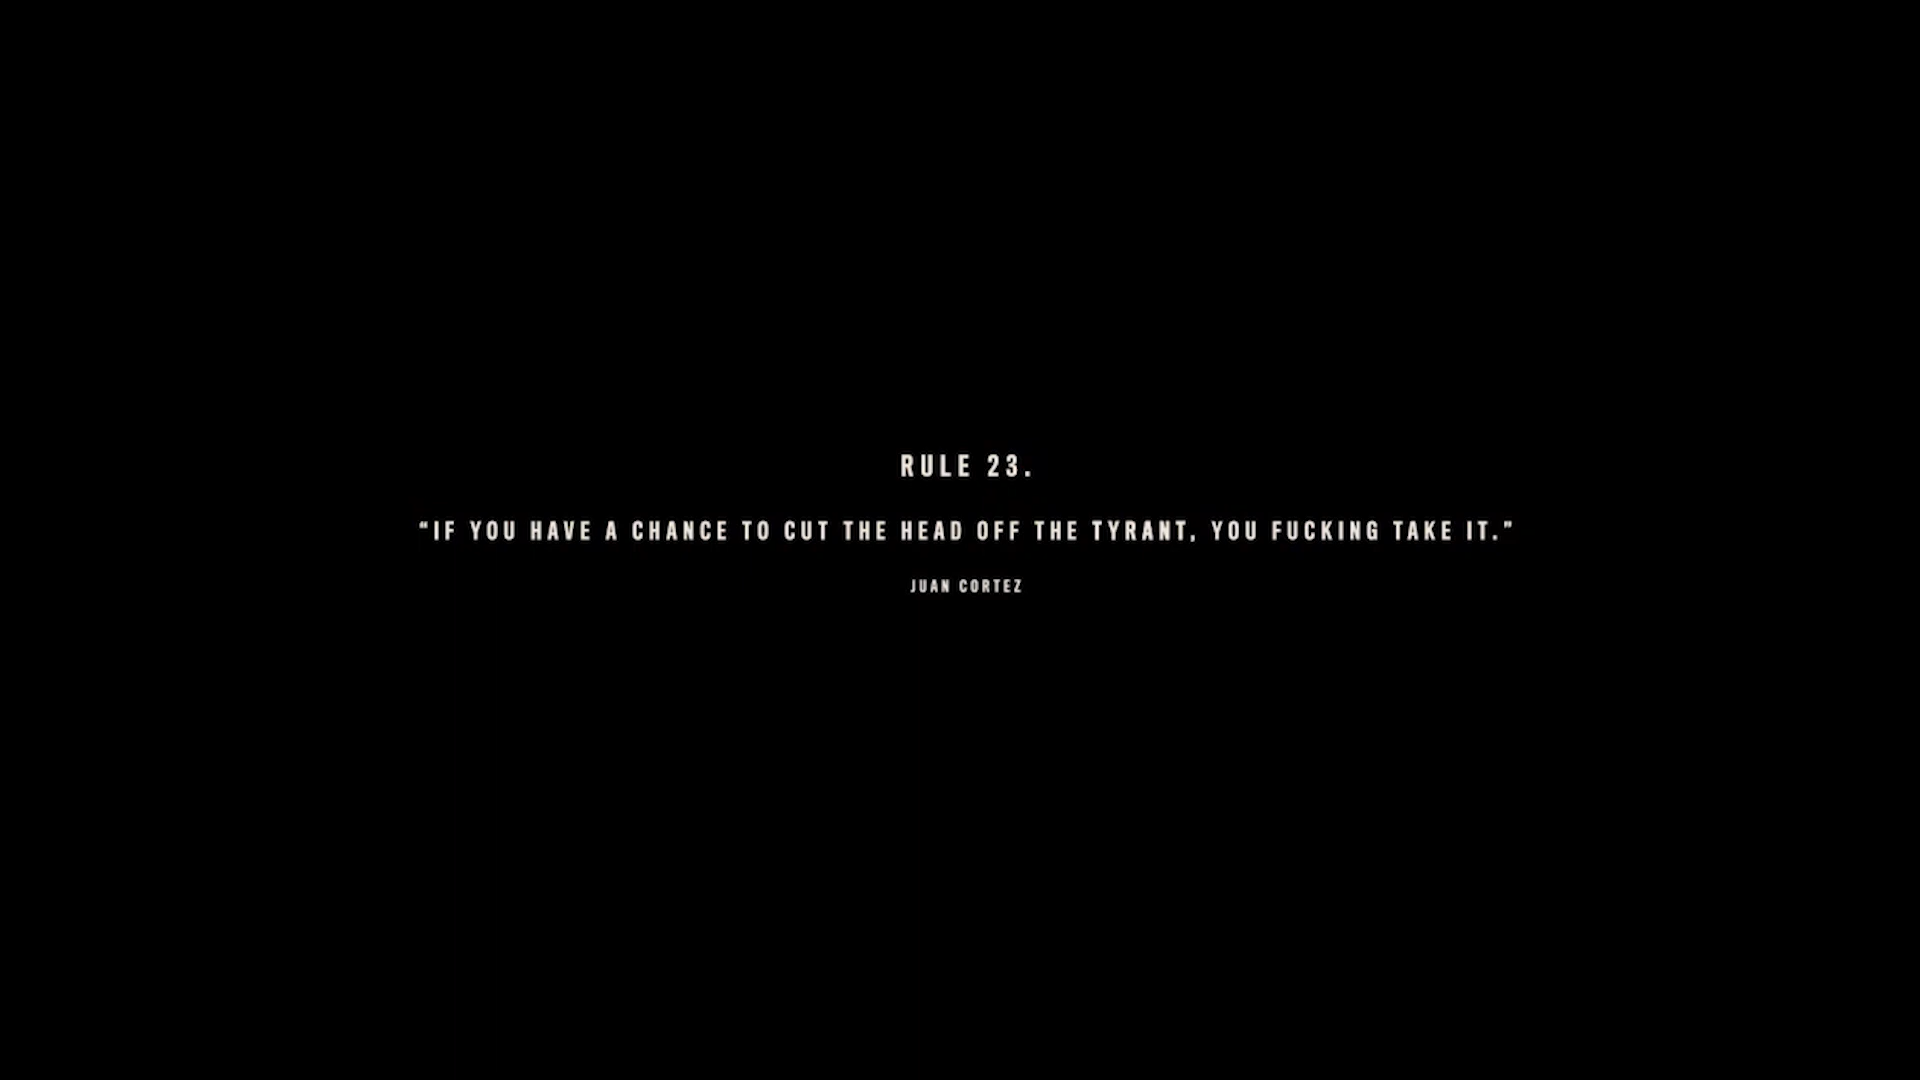 RULE 23.
“IF YOU HAVE A CHANCE TO CUT THE HEAD OFF THE TYRANT, YOU FUCKING TAKE IT.”
JUAN CORTEZ